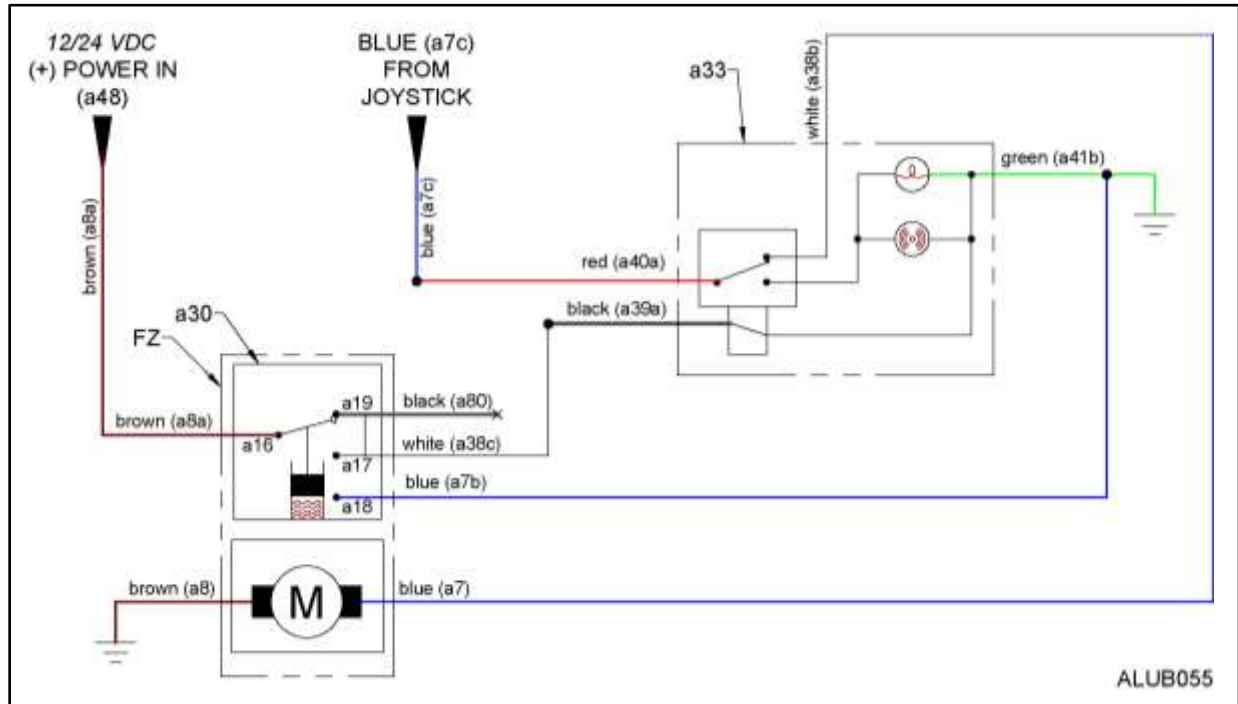 12/24 VDC
(+) POWER IN
(a48)
BLUE (a7c)
FROM
JOYSTICK
a33
white (a38b)
green (a41b)
brown (a8a)
blue (a7c)
red (a40a)
black (a39a)
a30
FZ
a19
black (a80)
brown (a8a)
a16
white (a38c)
a17
blue (a7b)
a18
brown (a8)
M
blue (a7)
ALUB055